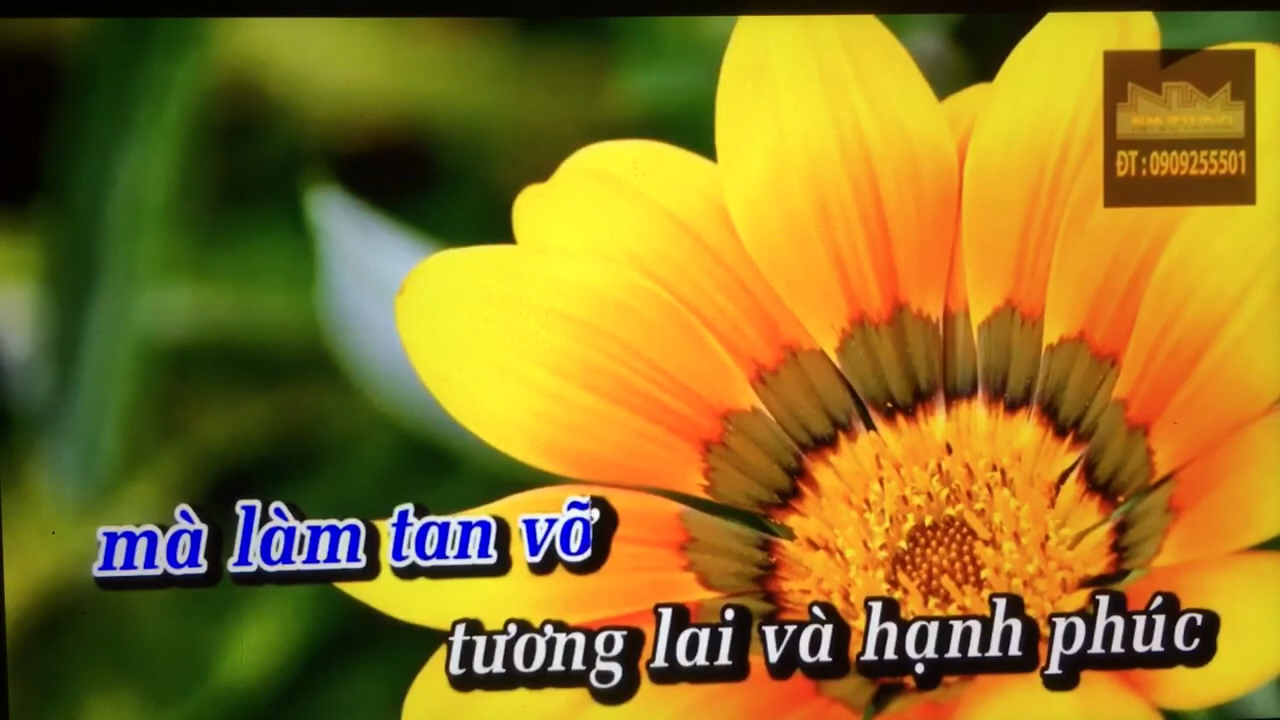 ĐT : 0909255501
mà làm tan vỡ
tương lai và hạnh phúc